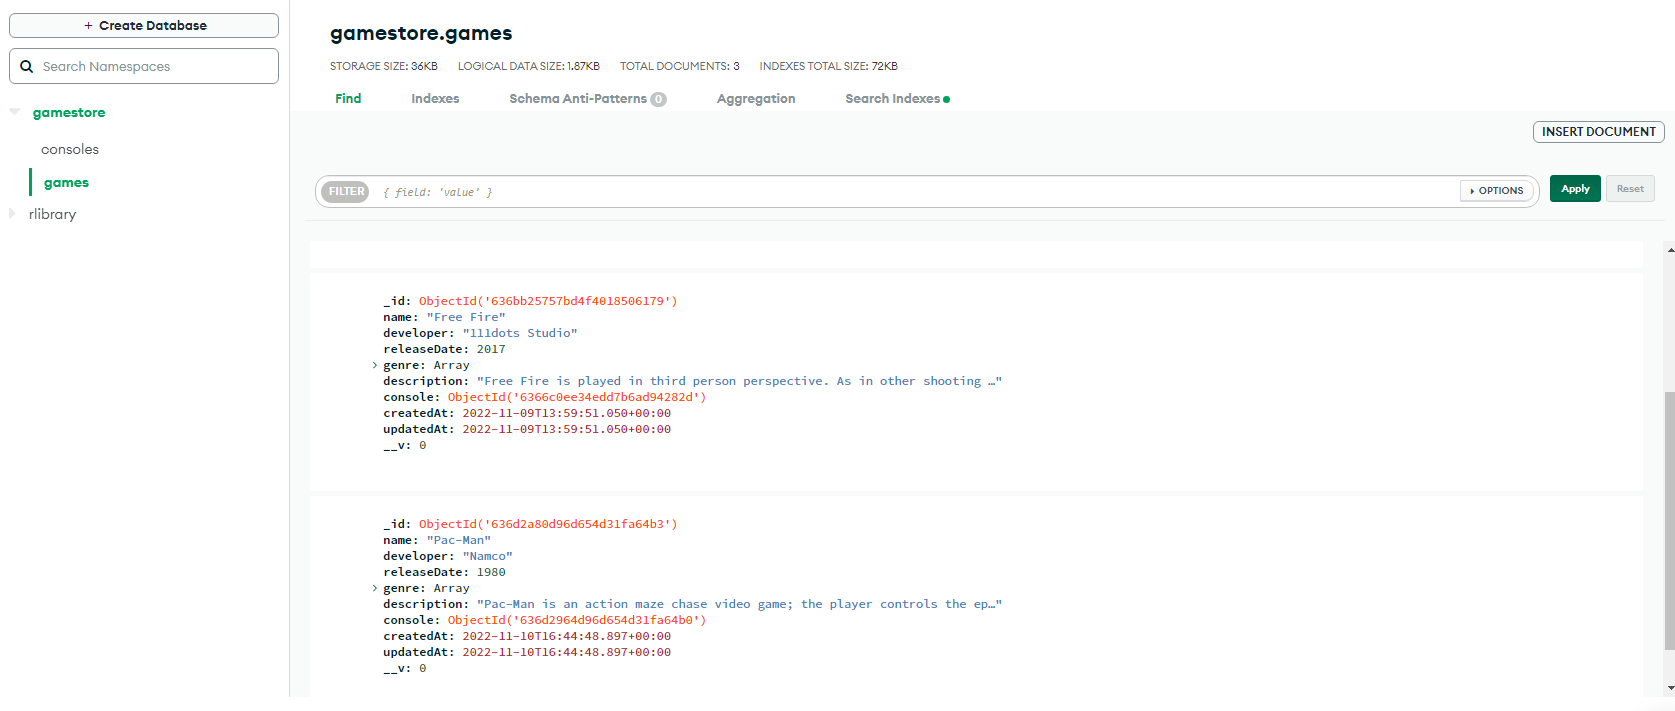 + Create Database
Search Namespaces
gamestore
consoles
games
rlibrary
gamestore.games
STORAGE SIZE: 36KB LOGICAL DATA SIZE: 1.87KB TOTAL DOCUMENTS: 3 INDEXES TOTAL SIZE: 72KB
Find Indexes Schema Anti-Patterns 0 Aggregation Search Indexes
INSERT DOCUMENT
FILTER { field: 'value' } OPTIONS Apply Reset
_id: ObjectId('636bb25757bd4f4018506179')
name: "Free Fire"
developer: "111dots Studio"
releaseDate: 2017
genre: Array
description: "Free Fire is played in third person perspective. As in other shooting …"
console: ObjectId('6366c0ee34edd7b6ad94282d')
createdAt: 2022-11-09T13:59:51.050+00:00
updatedAt: 2022-11-09T13:59:51.050+00:00
__v: 0
_id: ObjectId('636d2a80d96d654d31fa64b3')
name: "Pac-Man"
developer: "Namco"
releaseDate: 1980
genre: Array
description: "Pac-Man is an action maze chase video game; the player controls the ep…"
console: ObjectId('636d2964d96d654d31fa64b0')
createdAt: 2022-11-10T16:44:48.897+00:00
updatedAt: 2022-11-10T16:44:48.897+00:00
__v: 0